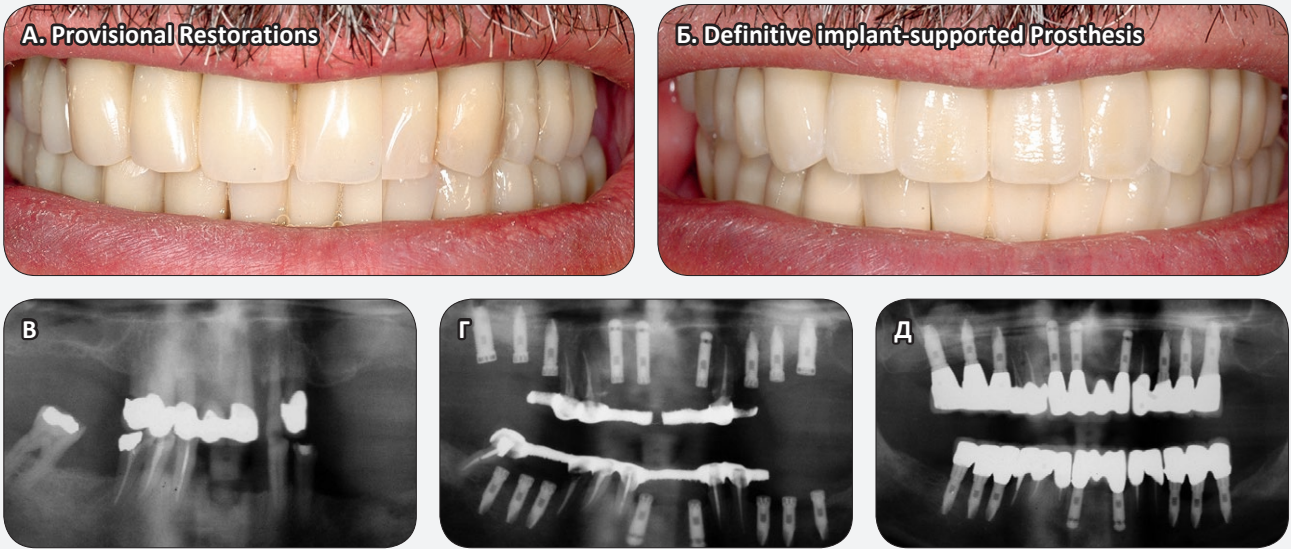 А. Provisional Restorations
Б. Definitive implant-supported Prosthesis
В
Г
Д